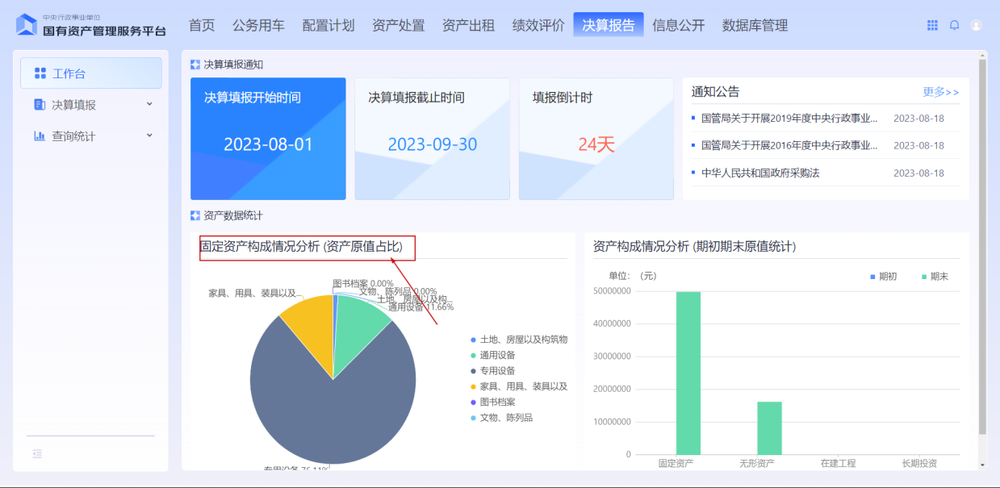 中央行政事业单位
国有资产管理服务平台
首页 公务用车 配置计划 资产处置 资产出租 绩效评价 决算报告 信息公开 数据库管理
工作台
决算填报
查询统计
决算填报通知
决算填报开始时间
2023-08-01
决算填报截止时间
2023-09-30
填报倒计时
24天
通知公告 更多>>
国管局关于开展2019年度中央行政事业... 2023-08-18
国管局关于开展2016年度中央行政事业... 2023-08-18
中华人民共和国政府采购法 2023-08-18
资产数据统计
固定资产构成情况分析 (资产原值占比)
图书档案 0.00%
家具、用具、装具以及...
文物、陈列品 0.00%
土地、房屋以及构...
通用设备 11.66%
专用设备 76.11%
土地、房屋以及构筑物
通用设备
专用设备
家具、用具、装具以及
图书档案
文物、陈列品
资产构成情况分析 (期初期末原值统计)
单位: (元)
期初 期末
50000000
40000000
30000000
20000000
10000000
0
固定资产 无形资产 在建工程 长期投资